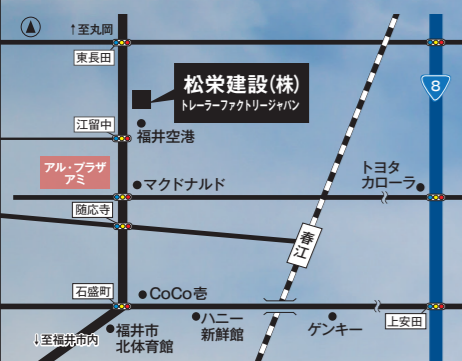 ↑至丸岡
東長田
8
松栄建設(株)
トレーラーファクトリージャパン
江留中
福井空港
アル・プラザ
アミ
マクドナルド
トヨタ
カローラ
随応寺
春江
石盛町
CoCo壱
ハニー
新鮮館
ゲンキー
上安田
↓至福井市内
福井市
北体育館